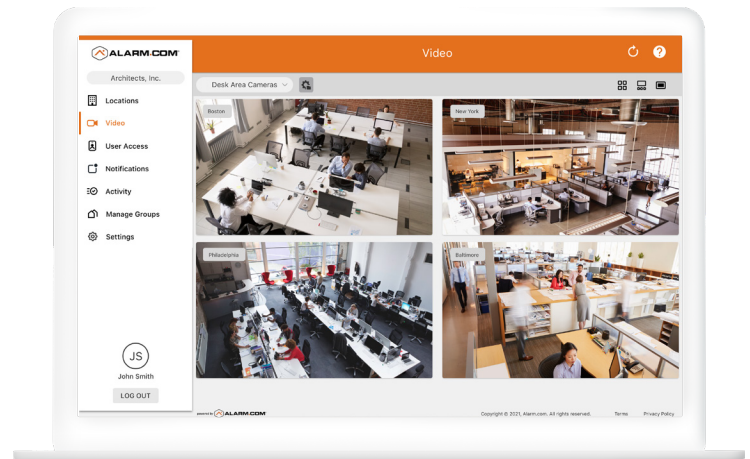 ALARM.COM
Architects, Inc.
Locations
Video
User Access
Notifications
Activity
Manage Groups
Settings
JS
John Smith
LOG OUT
Video
?
Desk Area Cameras
Boston
New York
Philadelphia
Baltimore
powered by ALARM.COM
Copyright © 2021, Alarm.com. All rights reserved.
Terms
Privacy Policy